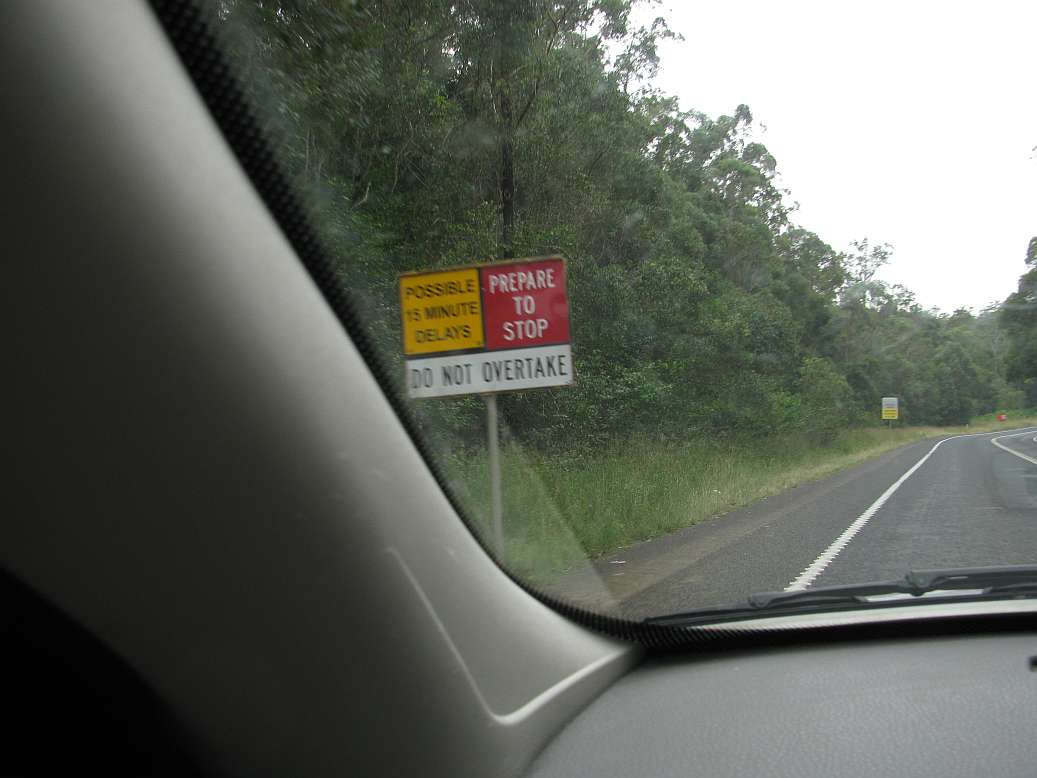 POSSIBLE
15 MINUTE
DELAYS
PREPARE
TO
STOP
DO NOT OVERTAKE